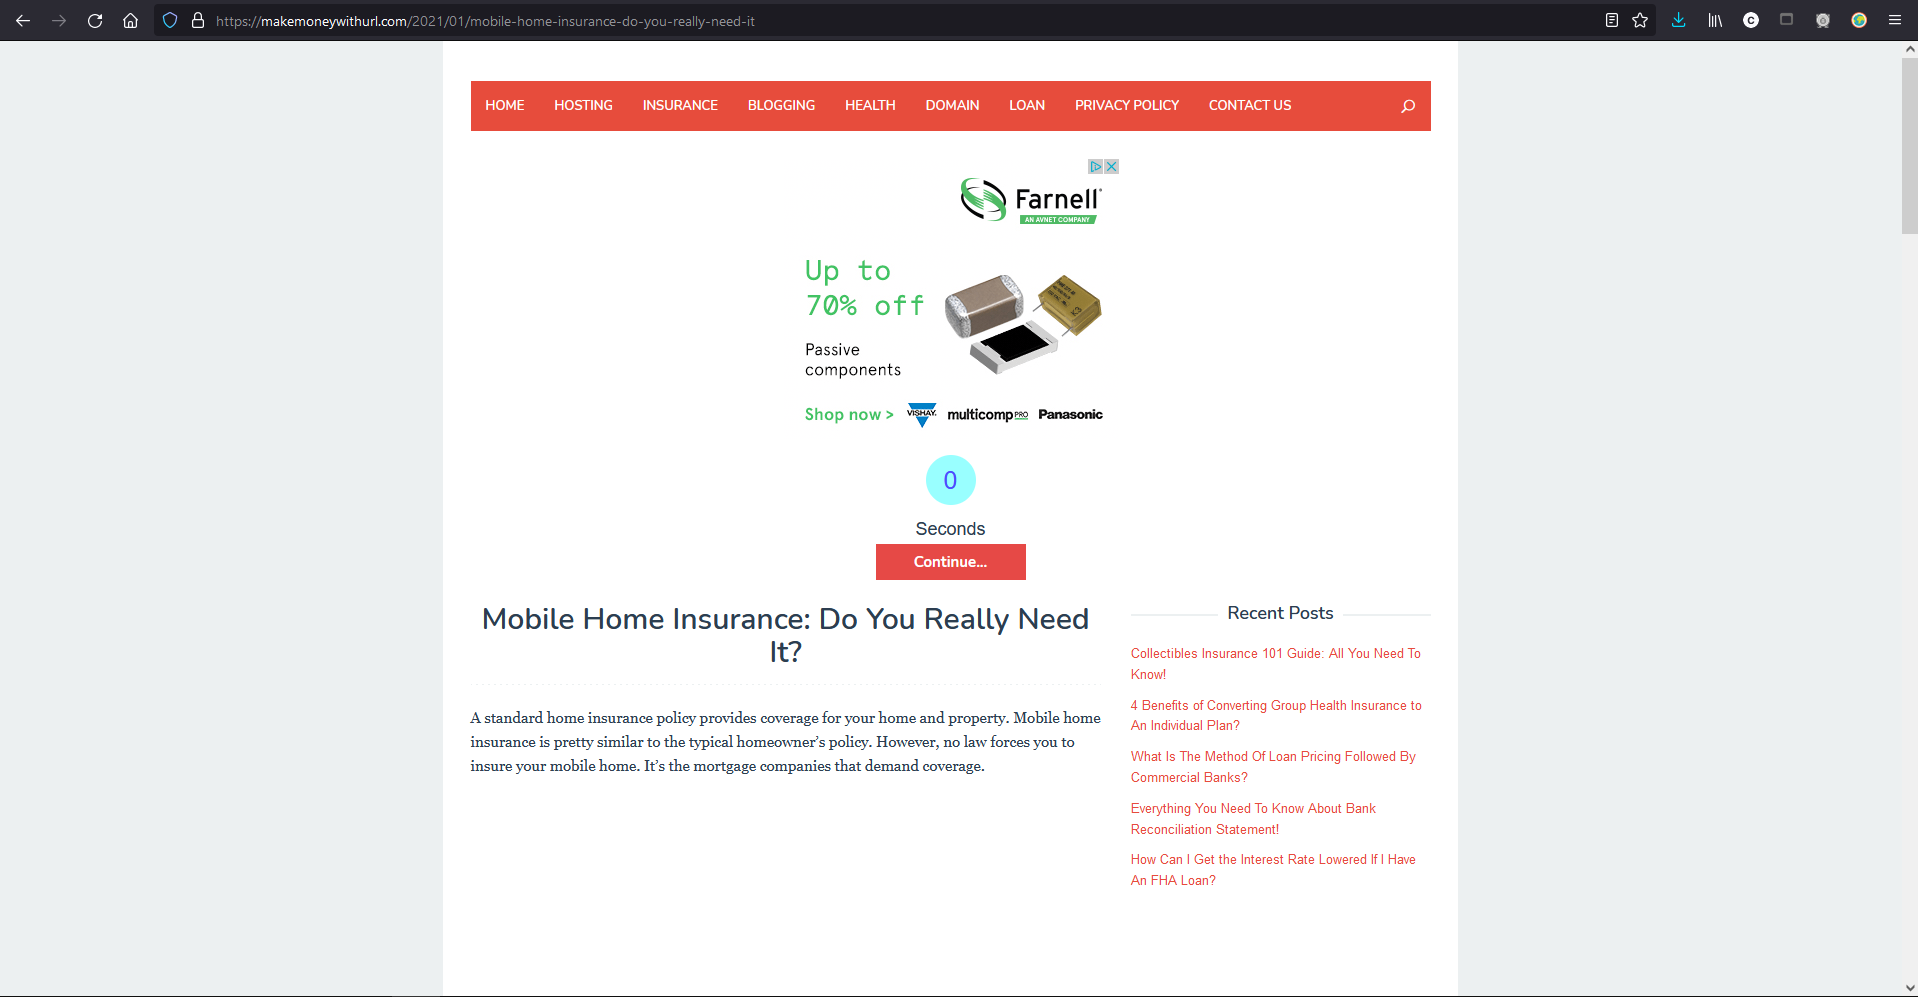 https://makemoneywithurl.com/2021/01/mobile-home-insurance-do-you-really-need-it
HOME HOSTING INSURANCE BLOGGING HEALTH DOMAIN LOAN PRIVACY POLICY CONTACT US
Farnell
AN AVNET COMPANY
Up to
70% off
Passive
components
Shop now > VISHAY. multicomp PRO Panasonic
0
Seconds
Continue...
Mobile Home Insurance: Do You Really Need
It?
A standard home insurance policy provides coverage for your home and property. Mobile home
insurance is pretty similar to the typical homeowner’s policy. However, no law forces you to
insure your mobile home. It’s the mortgage companies that demand coverage.
Recent Posts
Collectibles Insurance 101 Guide: All You Need To
Know!
4 Benefits of Converting Group Health Insurance to
An Individual Plan?
What Is The Method Of Loan Pricing Followed By
Commercial Banks?
Everything You Need To Know About Bank
Reconciliation Statement!
How Can I Get the Interest Rate Lowered If I Have
An FHA Loan?